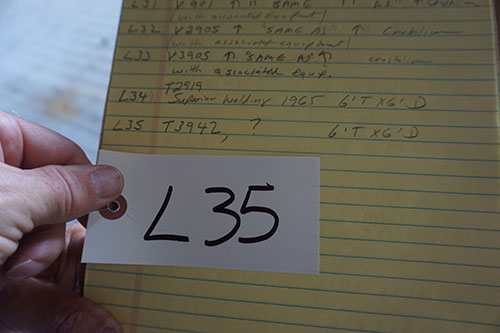 L31 V901 ↑ " SAME
(with associated Equipment)
L32 V2905 ↑ "SAME AS" ↑ Crestline
(with associated equipment)
L33 V3905 ↑ "SAME AS" ↑
with associated Equip.
T2919
L34 Superior Welding 1965 6'T X 6'D
L35 T3942, ? 6'T X 6'D
L35